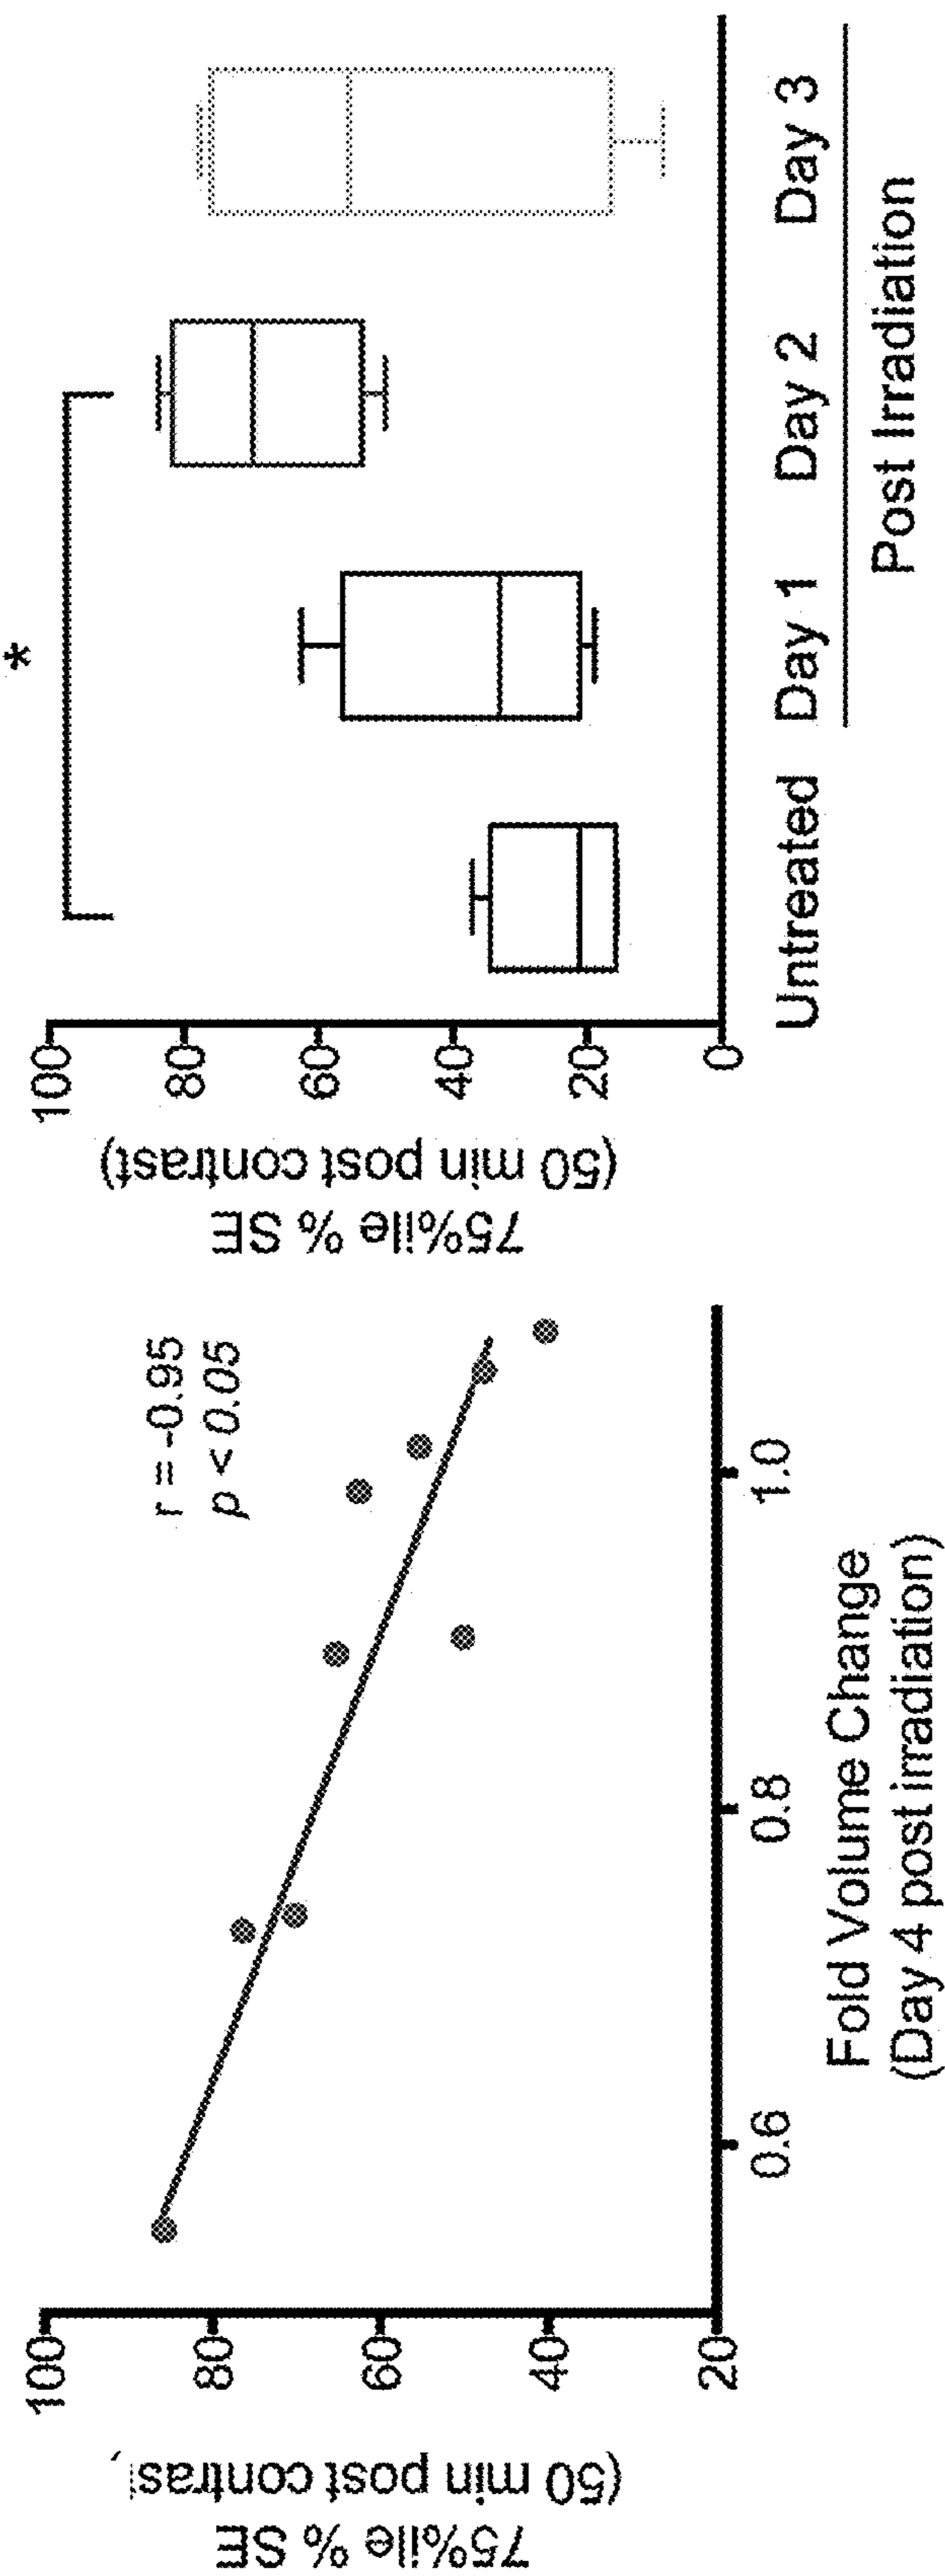 75%ile % SE
(50 min post contras
100
80
60
40
20
r = -0.95
p < 0.05
0.6 0.8 1.0
Fold Volume Change
(Day 4 post irradiation)
75%ile % SE
(50 min post contrast)
100
80
60
40
20
0
*
Untreated Day 1 Day 2 Day 3
Post Irradiation